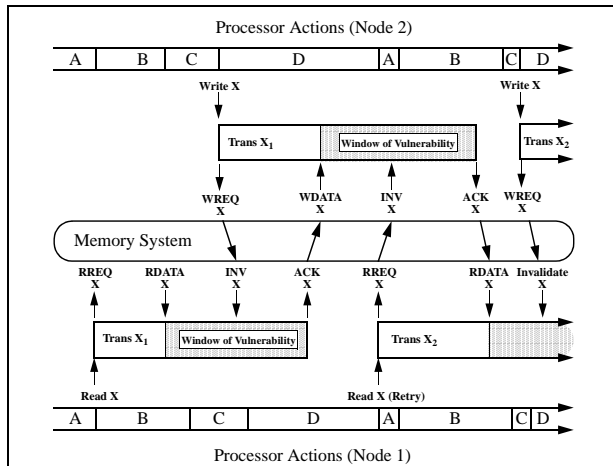 Processor Actions (Node 2)
A B C D A B C D
Write X Write X
Trans X1 Window of Vulnerability Trans X2
WREQ WDATA INV ACK WREQ
X X X X X
Memory System
RREQ RDATA INV ACK RREQ RDATA Invalidate
X X X X X X X
Trans X1 Window of Vulnerability Trans X2
Read X Read X (Retry)
A B C D A B C D
Processor Actions (Node 1)